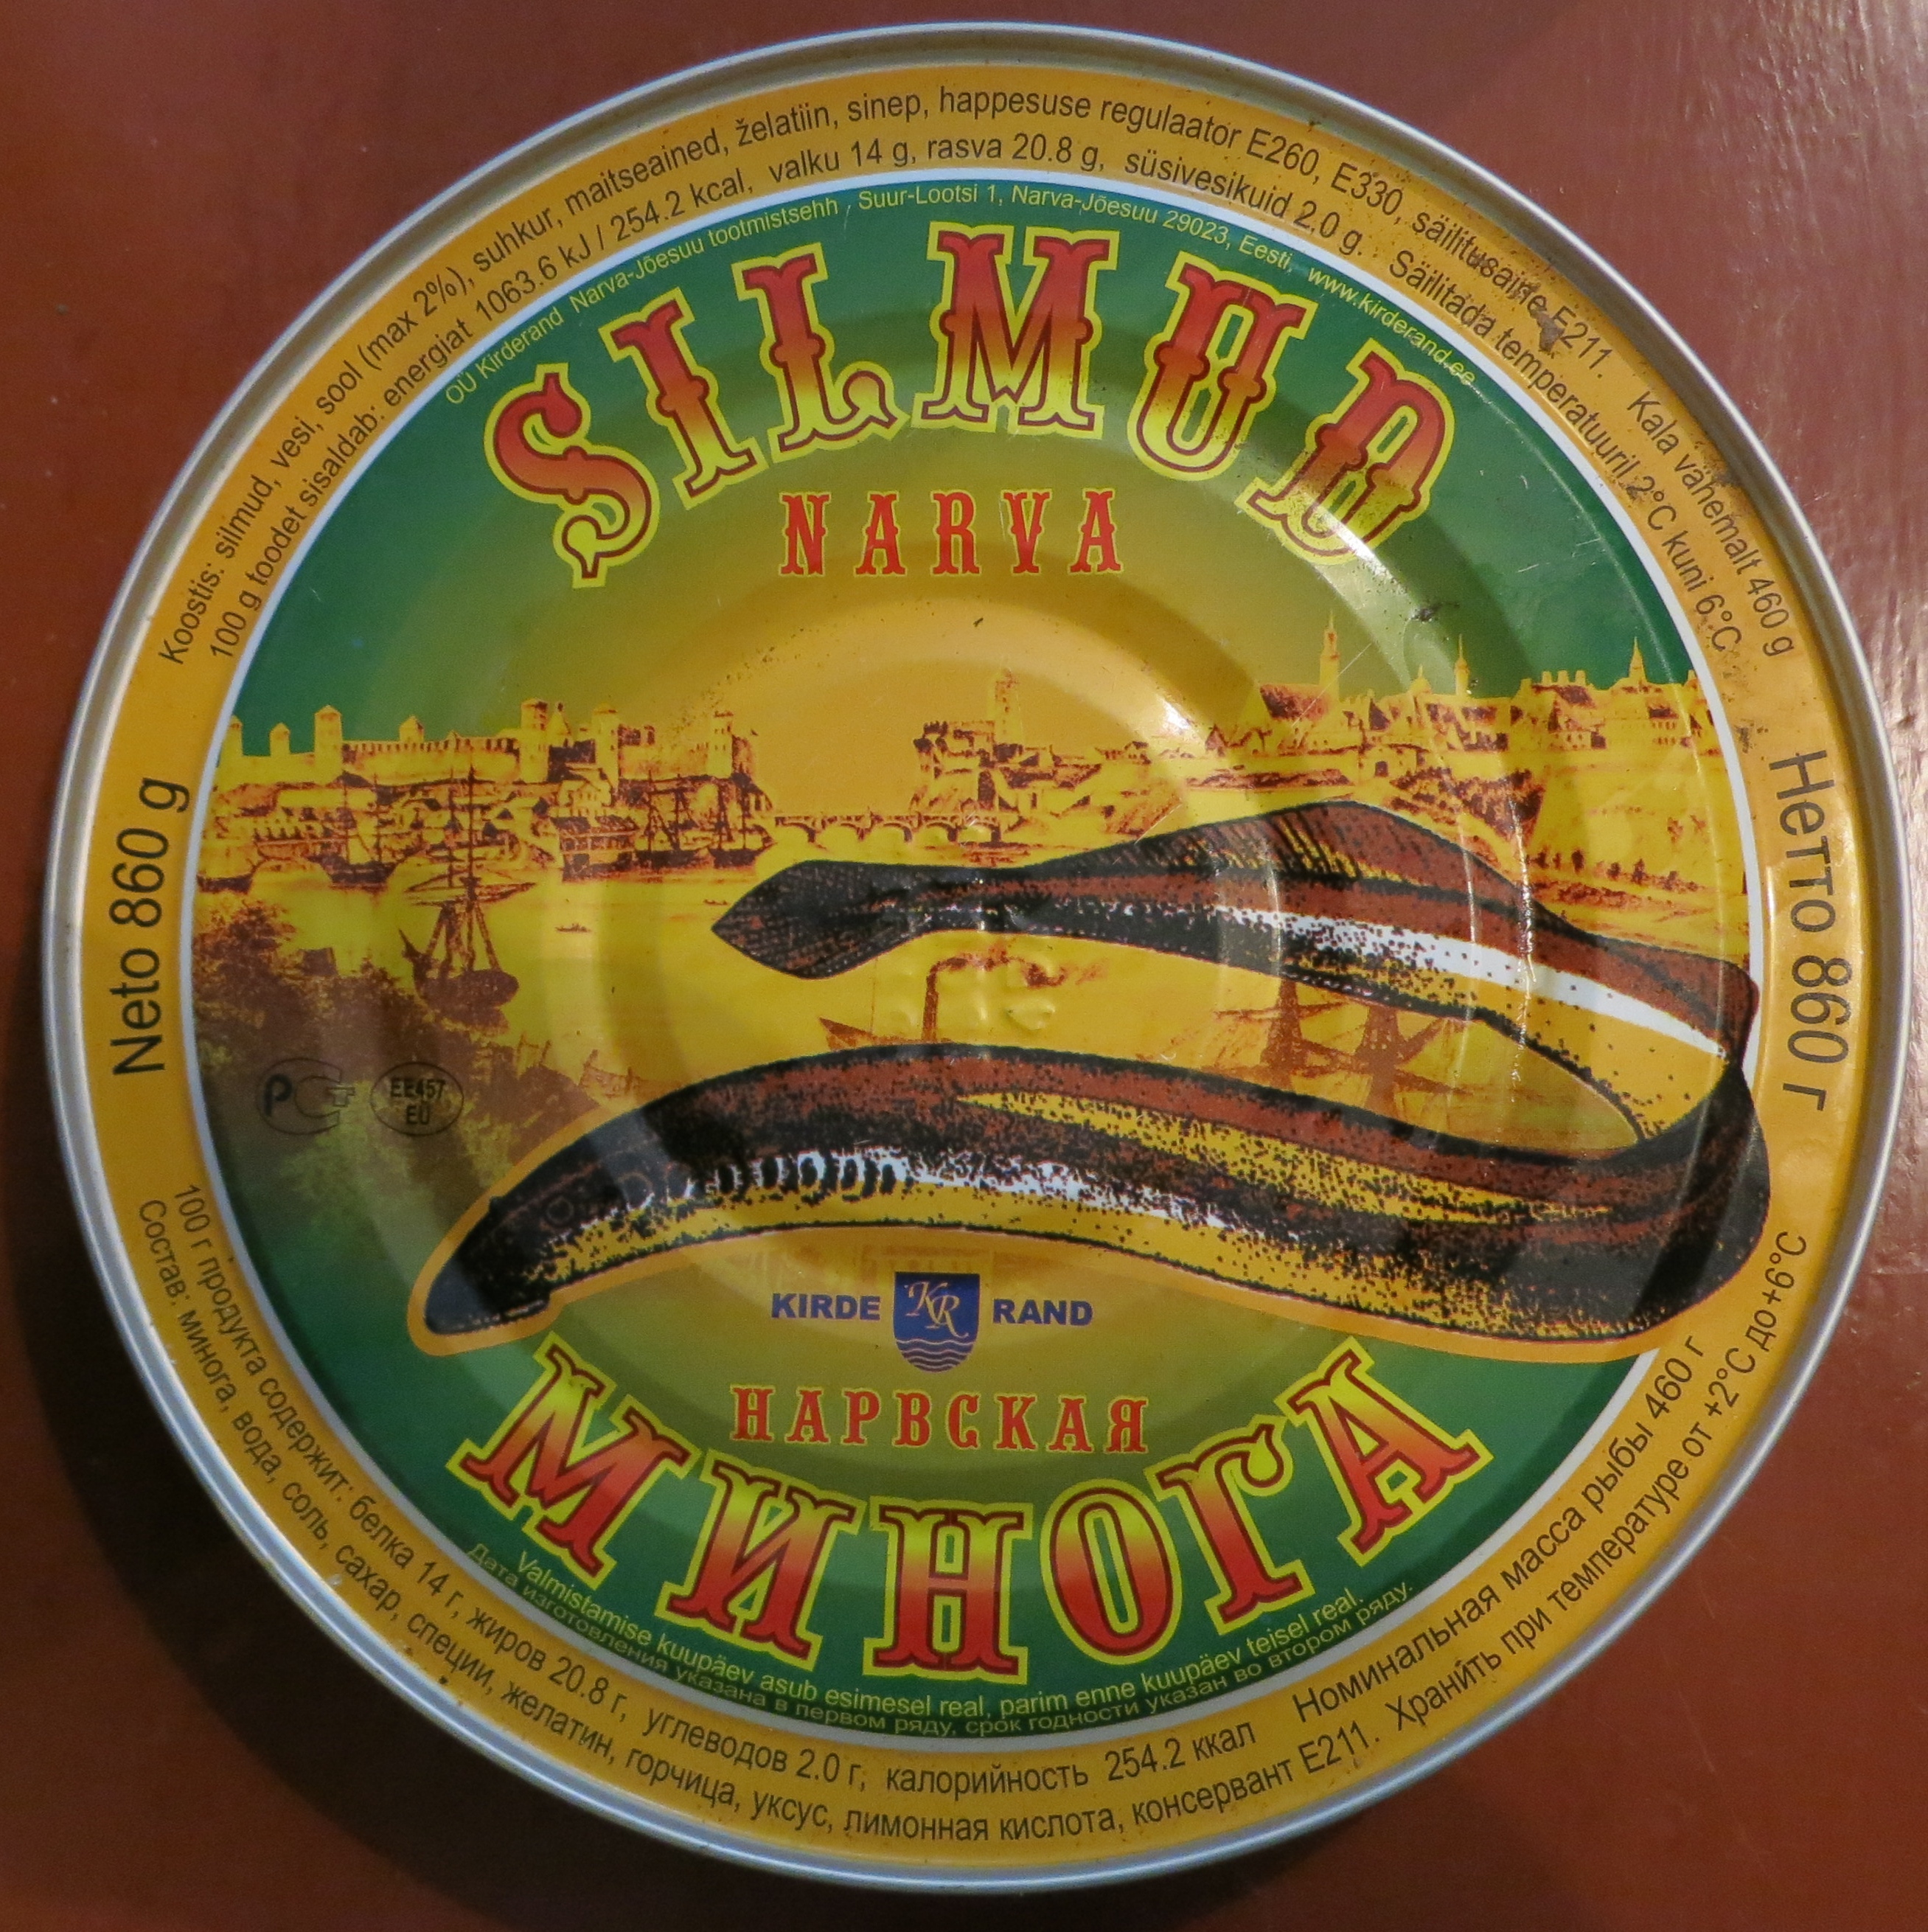 Koostis: silmud, vesi, sool (max 2%), suhkur, maitseained, želatiin, sinep, happesuse regulaator E260, E330, säilitusaine E211. Kala vähemalt 460 g
100 g toodet sisaldab: energiat 1063.6 kJ / 254.2 kcal, valku 14 g, rasva 20.8 g, süsivesikuid 2.0 g. Säilitada temperatuuril 2°C kuni 6°C
OÜ Kirderand Narva-Jõesuu tootmistsehh, Suur-Lootsi 1, Narva-Jõesuu 29023, Eesti, www.kirderand.ee
SILMUD
NARVA
Neto 860 g
Нетто 860 г
РСТ
EE457
EÜ
KIRDE KR RAND
НАРВСКАЯ
МИНОГА
Valmistamise kuupäev asub esimesel real, parim enne kuupäev teisel real.
Дата изготовления указана в первом ряду, срок годности указан во втором ряду.
100 г продукта содержит: белка 14 г, жиров 20.8 г, углеводов 2.0 г, калорийность 254.2 ккал Номинальная масса рыбы 460 г
Состав: минога, вода, соль, сахар, специи, желатин, горчица, уксус, лимонная кислота, консервант Е211. Хранить при температуре от +2°С до+6°С